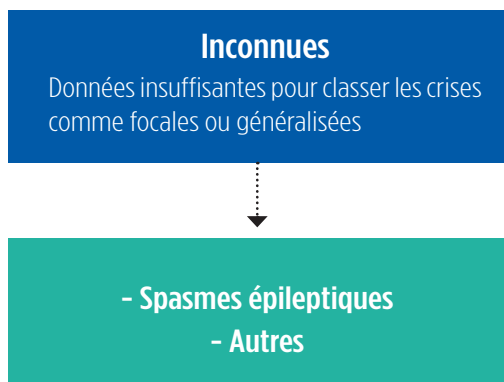 Inconnues
Données insuffisantes pour classer les crises
comme focales ou généralisées
- Spasmes épileptiques
- Autres